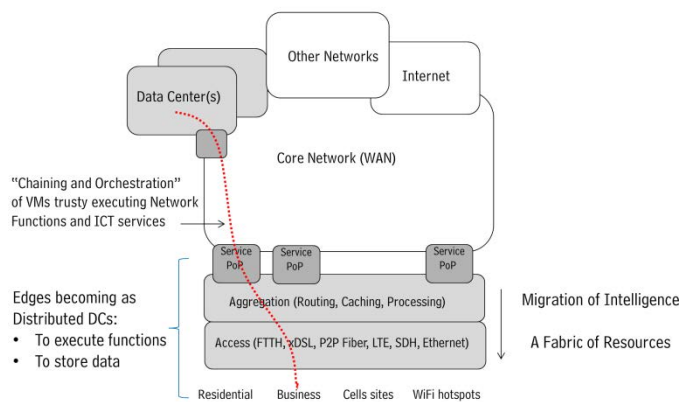 Other Networks
Internet
Data Center(s)
Core Network (WAN)
"Chaining and Orchestration"
of VMs trusty executing Network
Functions and ICT services
Service
PoP
Service
PoP
Service
PoP
Edges becoming as
Distributed DCs:
• To execute functions
• To store data
Aggregation (Routing, Caching, Processing)
Access (FTTH, xDSL, P2P Fiber, LTE, SDH, Ethernet)
Migration of Intelligence
A Fabric of Resources
Residential
Business
Cells sites
WiFi hotspots